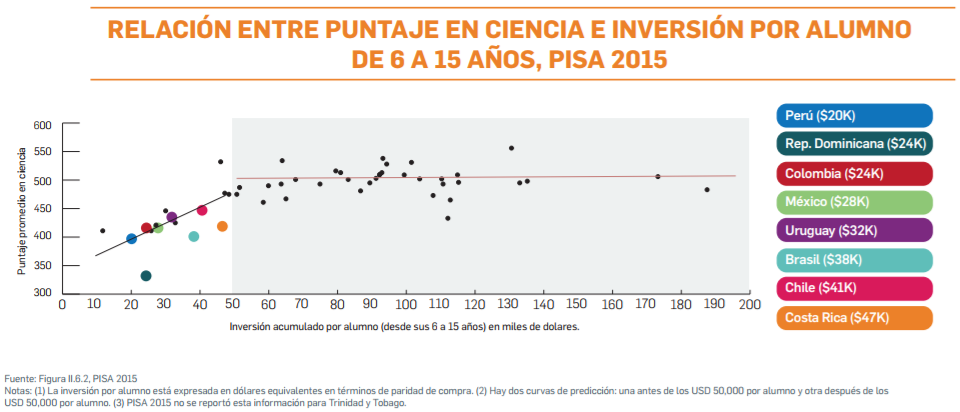 RELACIÓN ENTRE PUNTAJE EN CIENCIA E INVERSIÓN POR ALUMNO
DE 6 A 15 AÑOS, PISA 2015
Puntaje promedio en ciencia
600
550
500
450
400
350
300
0 10 20 30 40 50 60 70 80 90 100 110 120 130 140 150 160 170 180 190 200
Inversión acumulado por alumno (desde sus 6 a 15 años) en miles de dolares.
Perú ($20K)
Rep. Dominicana ($24K)
Colombia ($24K)
México ($28K)
Uruguay ($32K)
Brasil ($38K)
Chile ($41K)
Costa Rica ($47K)
Fuente: Figura II.6.2, PISA 2015
Notas: (1) La inversión por alumno está expresada en dólares equivalentes en términos de paridad de compra. (2) Hay dos curvas de predicción: una antes de los USD 50,000 por alumno y otra después de los
USD 50,000 por alumno. (3) PISA 2015 no se reportó esta información para Trinidad y Tobago.